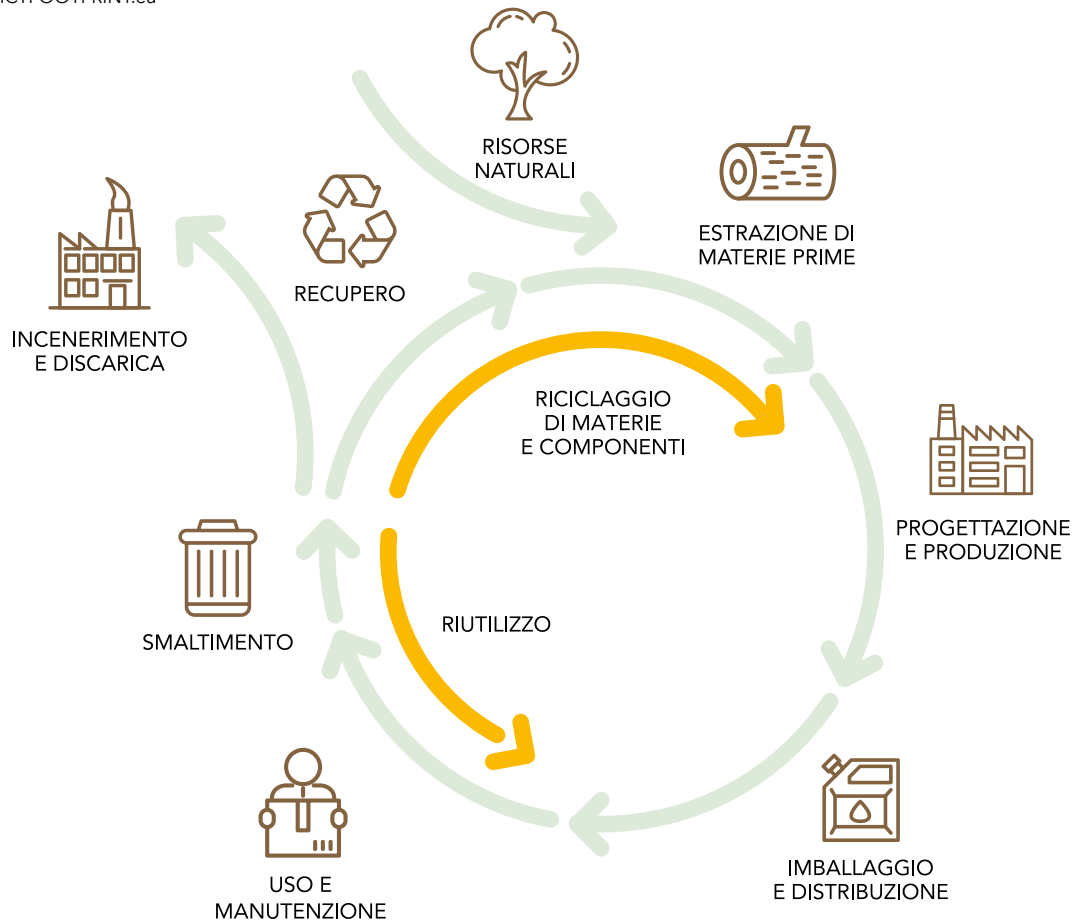 RISORSE
NATURALI
ESTRAZIONE DI
MATERIE PRIME
RECUPERO
INCENERIMENTO
E DISCARICA
RICICLAGGIO
DI MATERIE
E COMPONENTI
PROGETTAZIONE
E PRODUZIONE
RIUTILIZZO
SMALTIMENTO
IMBALLAGGIO
E DISTRIBUZIONE
USO E
MANUTENZIONE